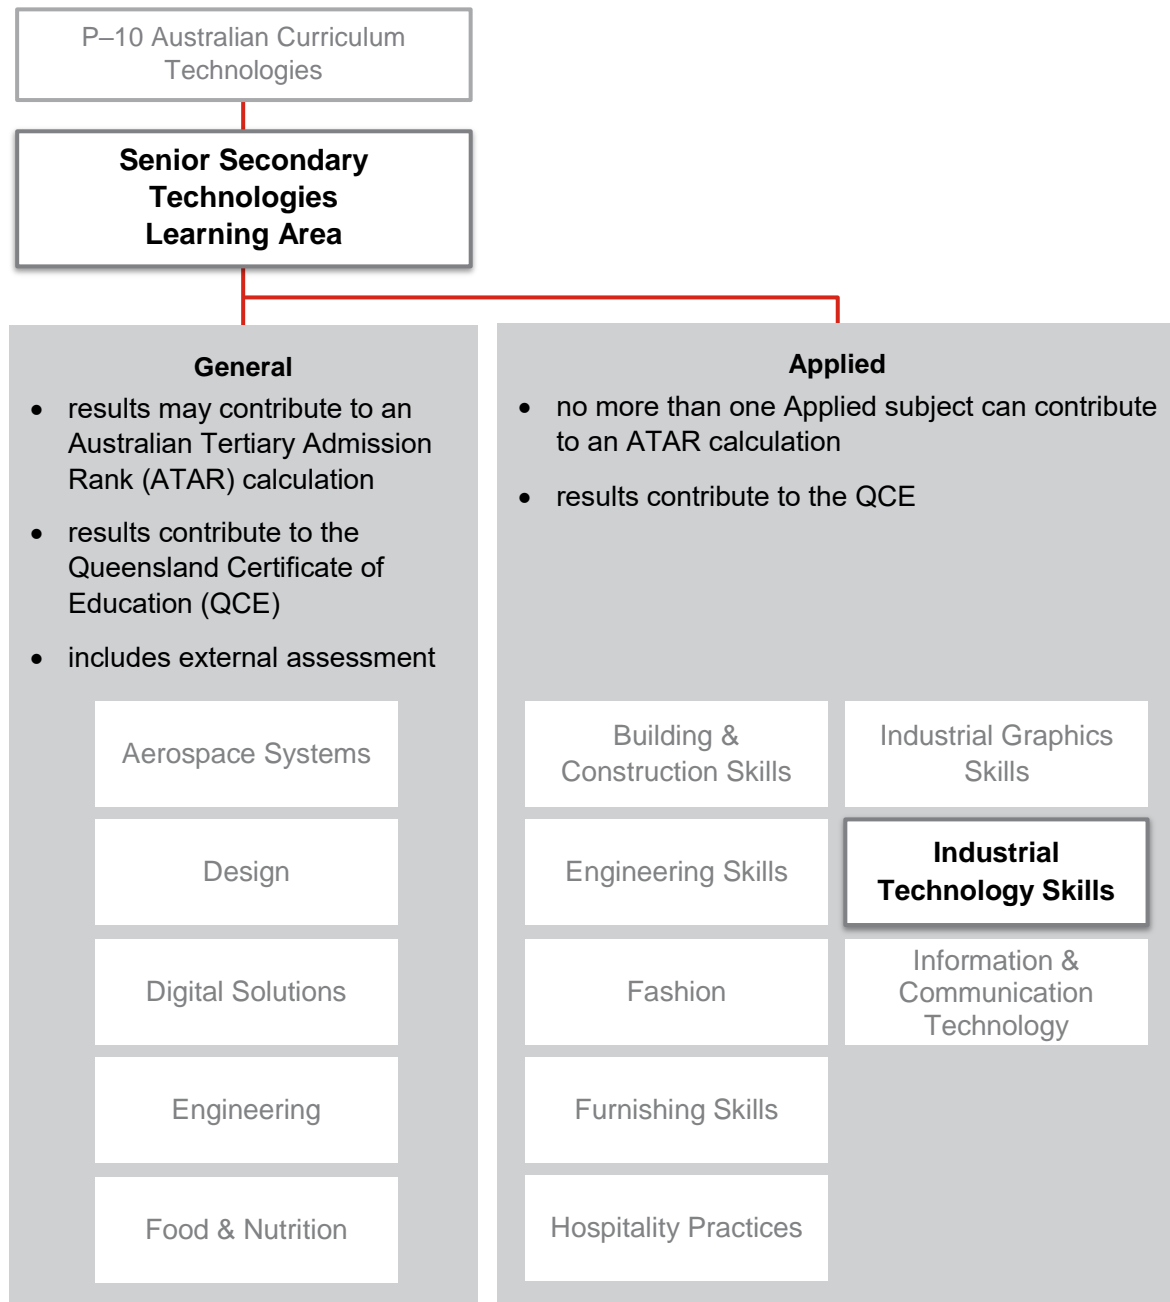 P–10 Australian Curriculum
Technologies
Senior Secondary
Technologies
Learning Area
General
• results may contribute to an
Australian Tertiary Admission
Rank (ATAR) calculation
• results contribute to the
Queensland Certificate of
Education (QCE)
• includes external assessment
Aerospace Systems
Design
Digital Solutions
Engineering
Food & Nutrition
Applied
• no more than one Applied subject can contribute
to an ATAR calculation
• results contribute to the QCE
Building &
Construction Skills
Engineering Skills
Fashion
Furnishing Skills
Hospitality Practices
Industrial Graphics
Skills
Industrial
Technology Skills
Information &
Communication
Technology